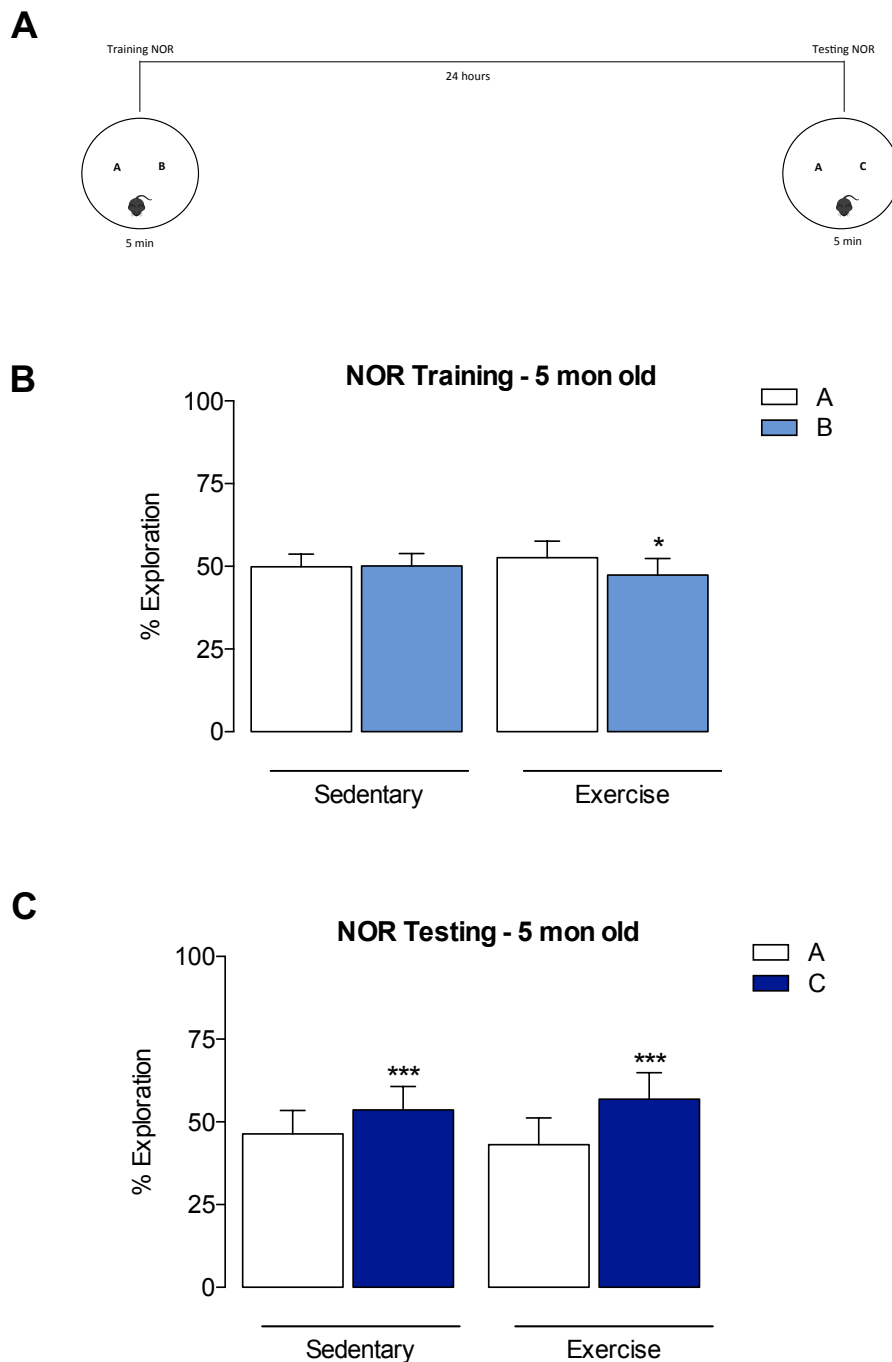 A
Training NOR
Testing NOR
24 hours
A B
A C
5 min
5 min
B
NOR Training - 5 mon old
A
B
100
75
50
25
0
% Exploration
*
Sedentary
Exercise
C
NOR Testing - 5 mon old
A
C
100
75
50
25
0
% Exploration
***
***
Sedentary
Exercise